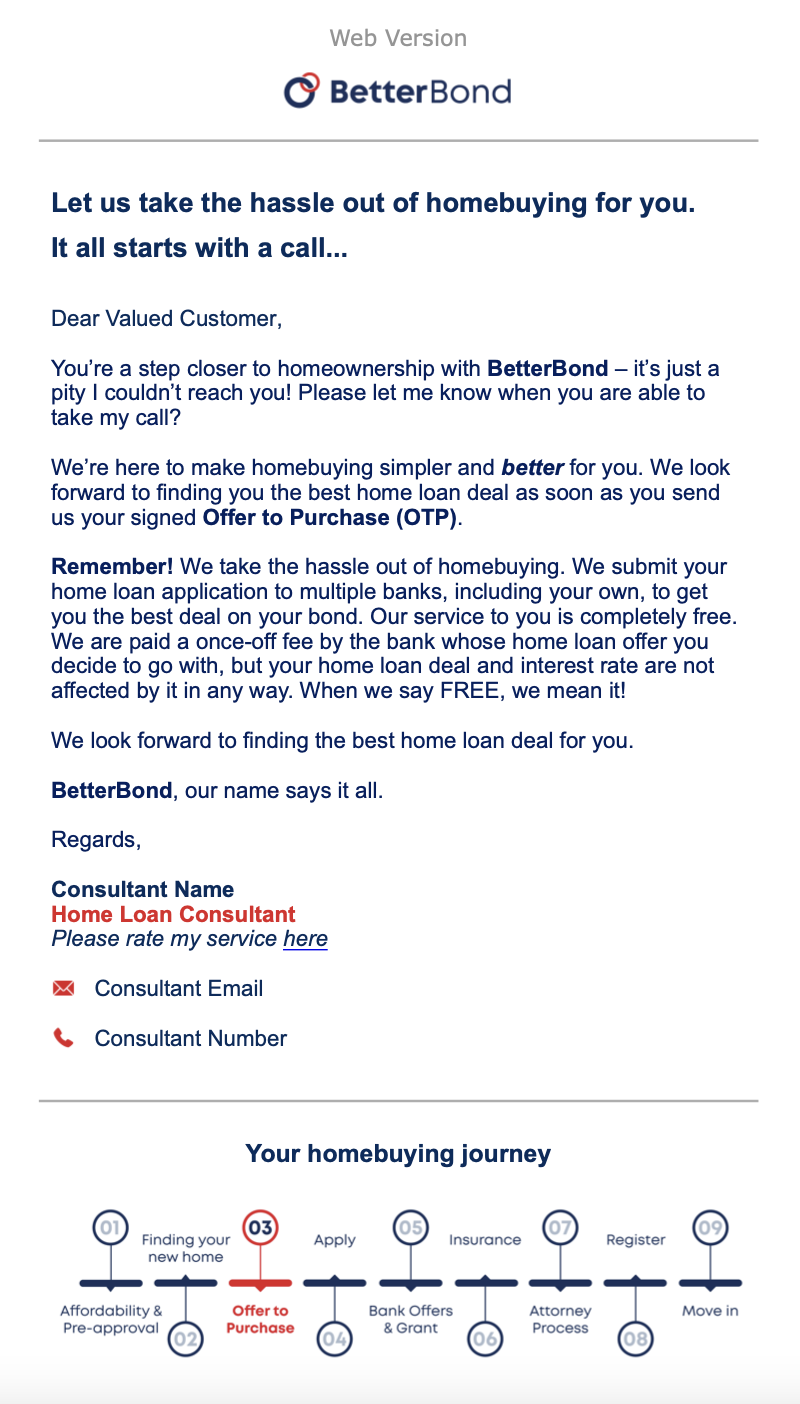 Web Version
BetterBond
Let us take the hassle out of homebuying for you.
It all starts with a call...
Dear Valued Customer,
You’re a step closer to homeownership with BetterBond – it’s just a
pity I couldn’t reach you! Please let me know when you are able to
take my call?
We’re here to make homebuying simpler and better for you. We look
forward to finding you the best home loan deal as soon as you send
us your signed Offer to Purchase (OTP).
Remember! We take the hassle out of homebuying. We submit your
home loan application to multiple banks, including your own, to get
you the best deal on your bond. Our service to you is completely free.
We are paid a once-off fee by the bank whose home loan offer you
decide to go with, but your home loan deal and interest rate are not
affected by it in any way. When we say FREE, we mean it!
We look forward to finding the best home loan deal for you.
BetterBond, our name says it all.
Regards,
Consultant Name
Home Loan Consultant
Please rate my service here
Consultant Email
Consultant Number
Your homebuying journey
01
Affordability &
Pre-approval
Finding your
new home
02
03
Offer to
Purchase
Apply
04
05
Bank Offers
& Grant
Insurance
06
07
Attorney
Process
Register
08
09
Move in